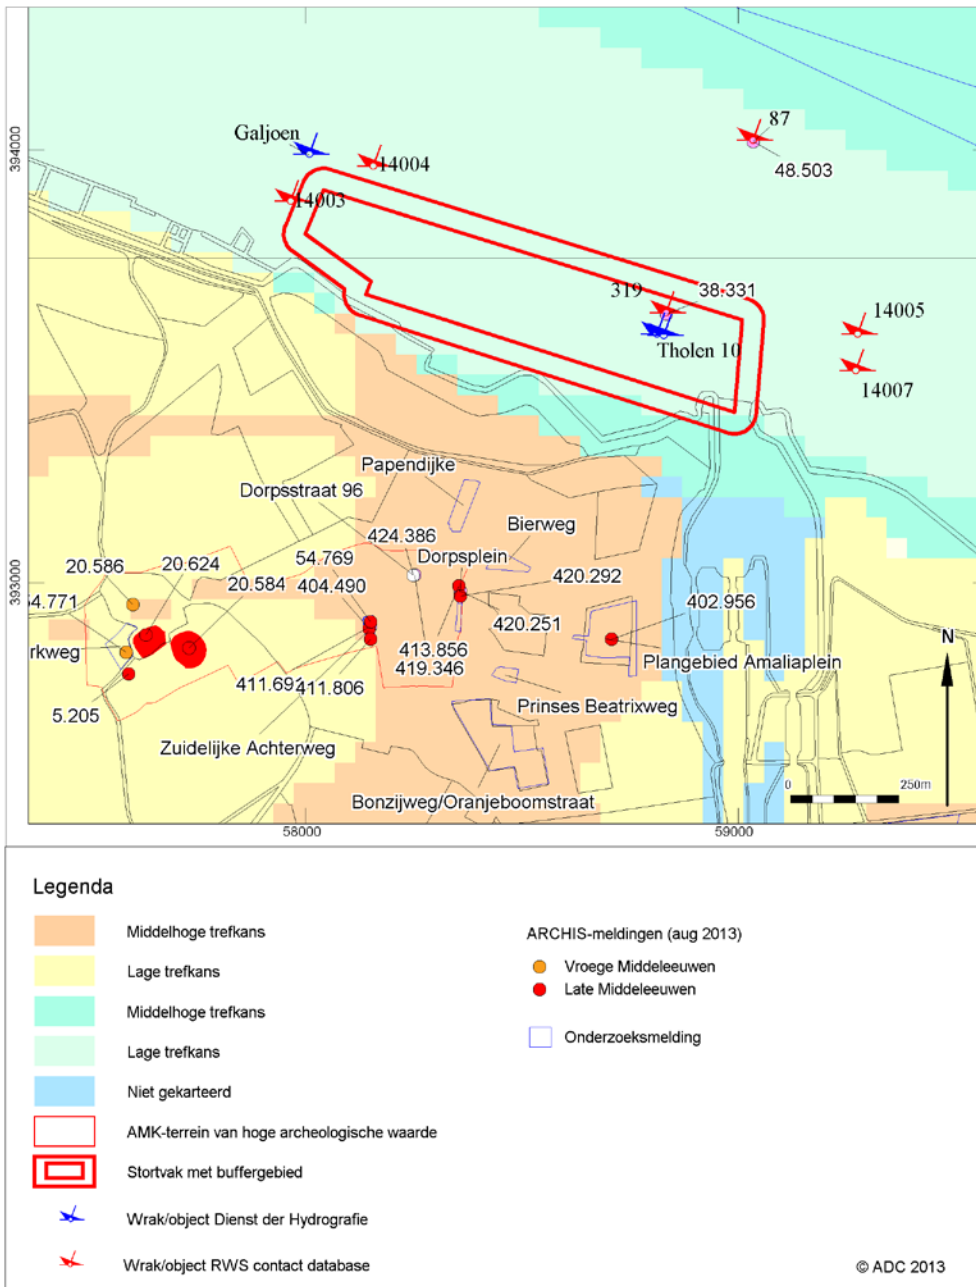 Galjoen
14004
14003
87
48.503
394000
319
38.331
Tholen 10
14005
14007
Papendijke
Dorpsstraat 96
Bierweg
424.386
Dorpsplein
54.769
404.490
20.586
20.624
20.584
393000
54.771
rkweg
420.292
420.251
402.956
413.856
419.346
411.692
411.806
5.205
Plangebied Amaliaplein
Prinses Beatrixweg
Zuidelijke Achterweg
Bonzijweg/Oranjeboomstraat
N
0 250m
58000
59000
Legenda
Middelhoge trefkans
Lage trefkans
Middelhoge trefkans
Lage trefkans
Niet gekarteerd
AMK-terrein van hoge archeologische waarde
Stortvak met buffergebied
Wrak/object Dienst der Hydrografie
Wrak/object RWS contact database
ARCHIS-meldingen (aug 2013)
Vroege Middeleeuwen
Late Middeleeuwen
Onderzoeksmelding
© ADC 2013